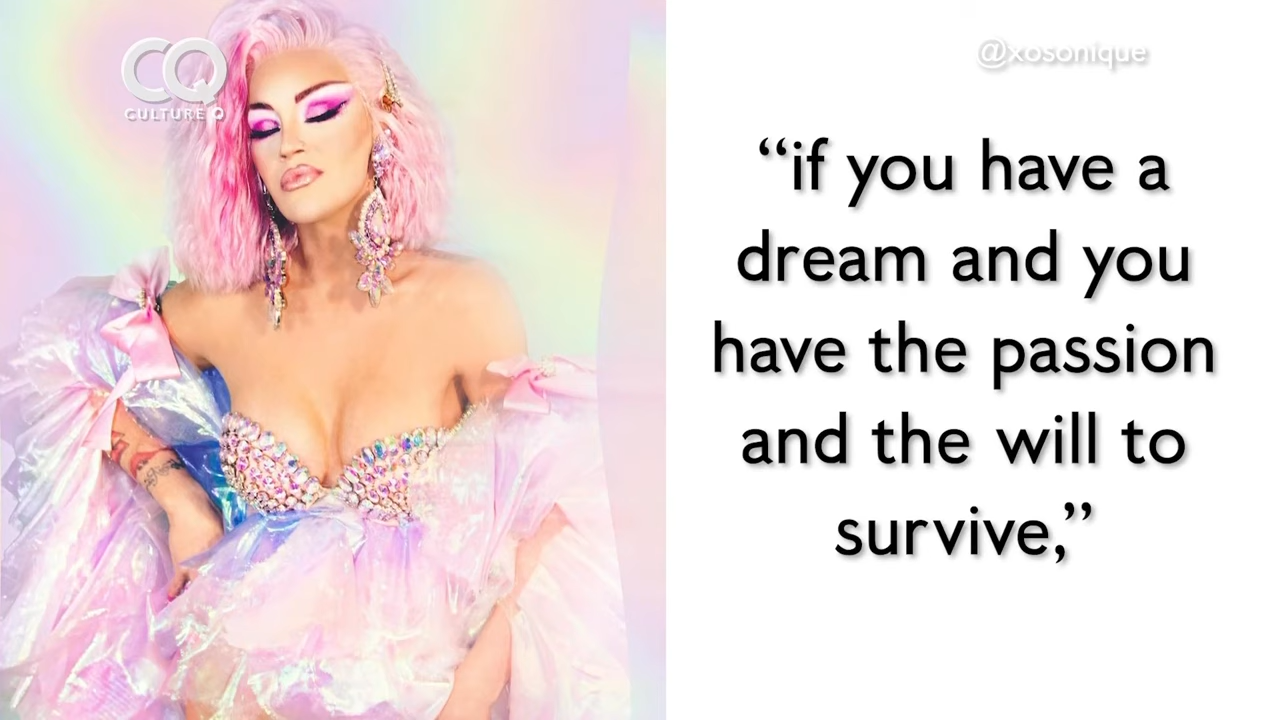 CQ
CULTURE Q
@xosonique
“if you have a
dream and you
have the passion
and the will to
survive,”